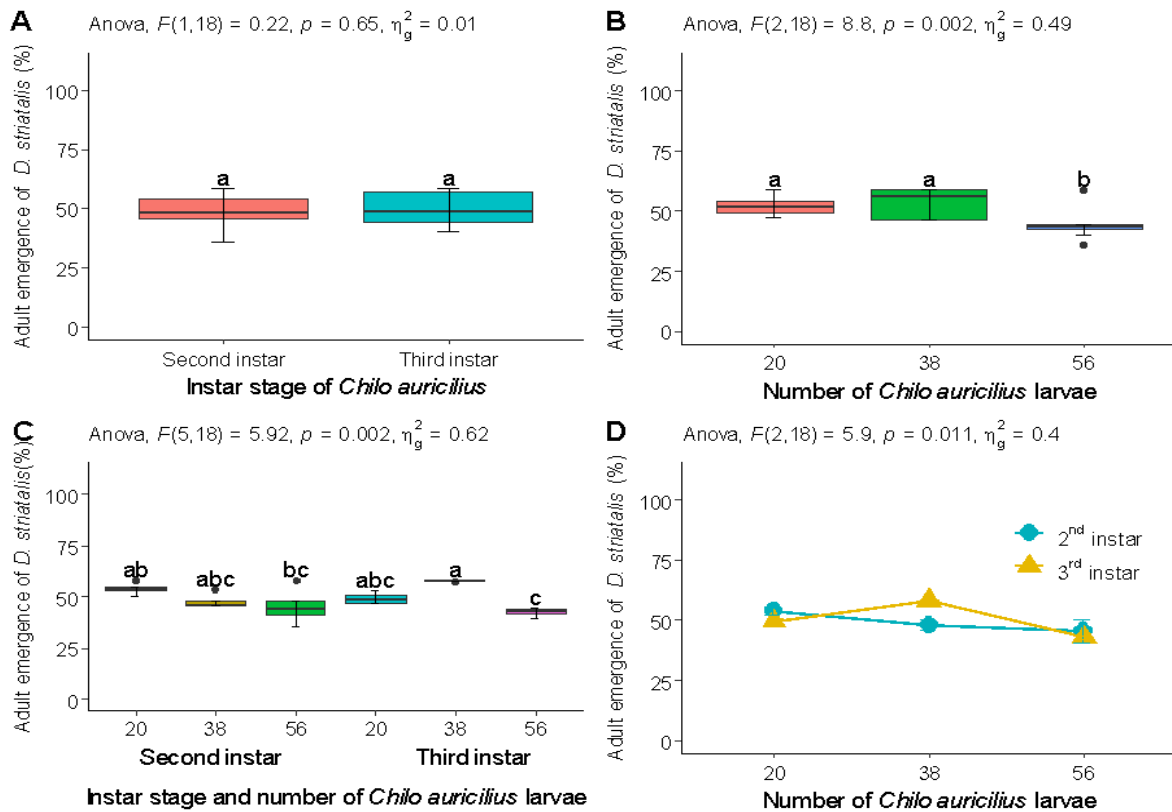 A
Anova, F(1,18) = 0.22, p = 0.65, η²g = 0.01
Adult emergence of D. striatalis (%)
100
75
50
25
0
a
a
Second instar
Third instar
Instar stage of Chilo auricilius
B
Anova, F(2,18) = 8.8, p = 0.002, η²g = 0.49
Adult emergence of D. striatalis (%)
100
75
50
25
0
a
a
b
20
38
56
Number of Chilo auricilius larvae
C
Anova, F(5,18) = 5.92, p = 0.002, η²g = 0.62
Adult emergence of D. striatalis(%)
100
75
50
25
0
ab
abc
bc
abc
a
c
20
38
56
20
38
56
Second instar
Third instar
Instar stage and number of Chilo auricilius larvae
D
Anova, F(2,18) = 5.9, p = 0.011, η²g = 0.4
Adult emergence of D. striatalis (%)
100
75
50
25
0
2nd instar
3rd instar
20
38
56
Number of Chilo auricilius larvae